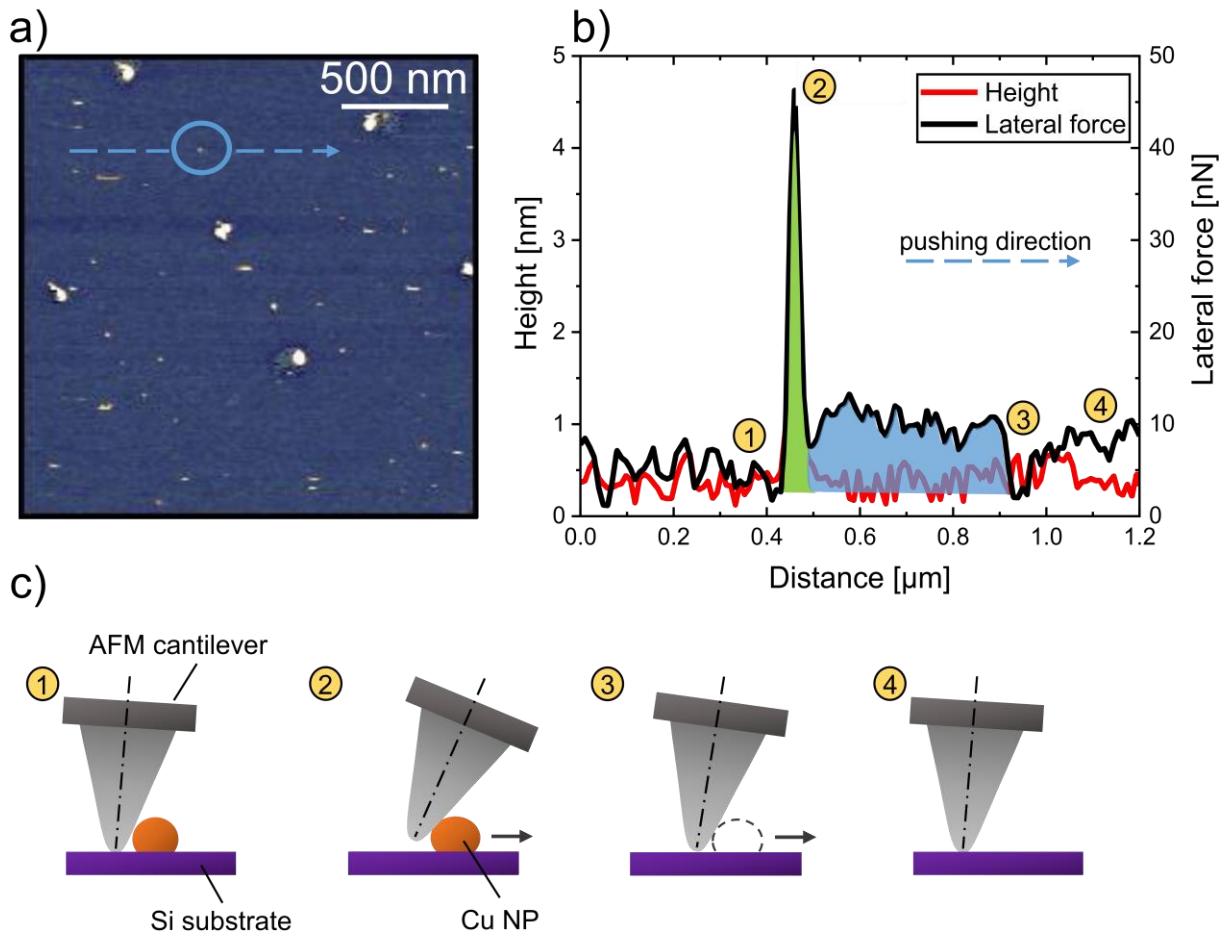 a)
500 nm
b)
Height [nm]
5
4
3
2
1
0
0.0
0.2
0.4
0.6
0.8
1.0
1.2
Distance [µm]
50
40
30
20
10
0
Lateral force [nN]
Height
Lateral force
pushing direction
1
2
3
4
c)
1
AFM cantilever
Si substrate
2
Cu NP
3
4